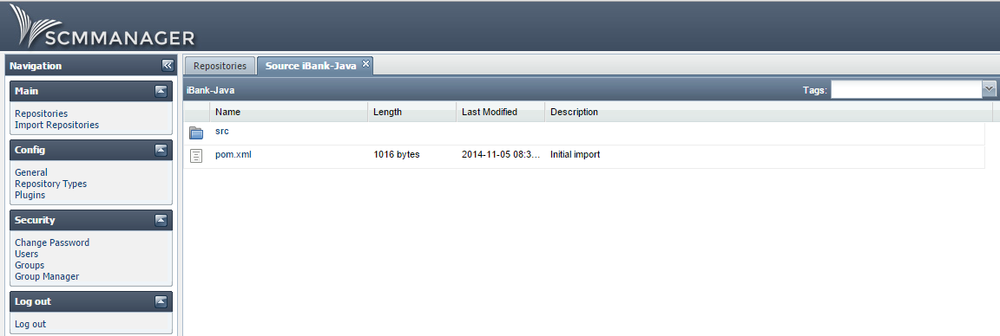 SCMMANAGER
Navigation
Main
Repositories
Import Repositories
Config
General
Repository Types
Plugins
Security
Change Password
Users
Groups
Group Manager
Log out
Log out
Repositories Source iBank-Java
iBank-Java Tags:
Name Length Last Modified Description
src
pom.xml 1016 bytes 2014-11-05 08:3... Initial import